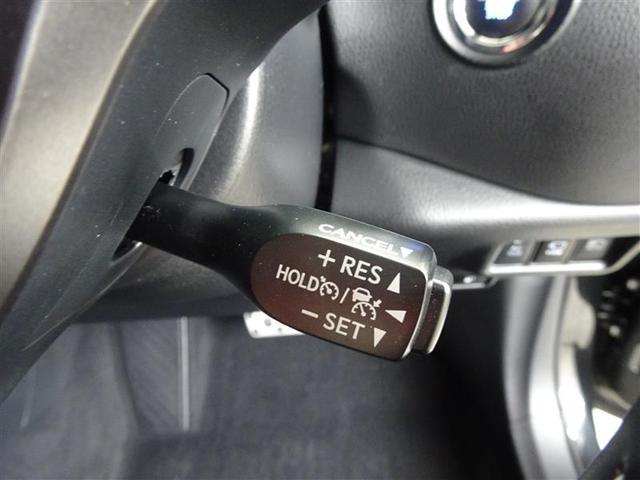 CANCEL▼
+ RES ▲
HOLD / ◀
− SET ▼